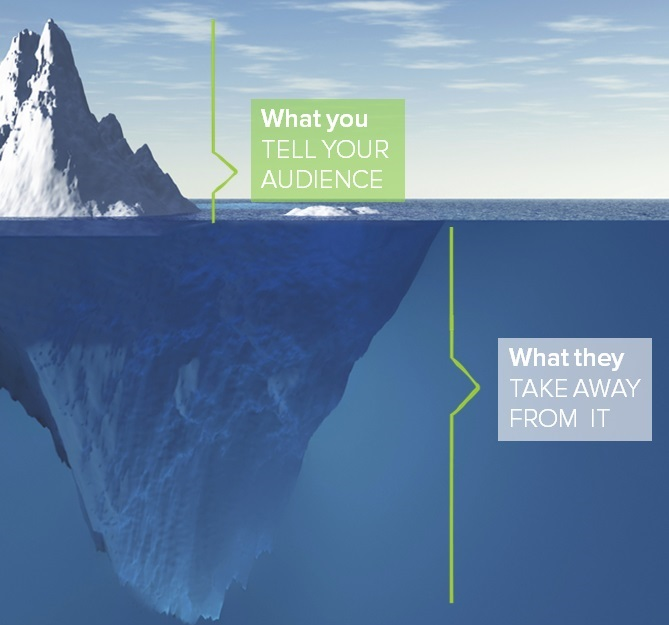 What you
TELL YOUR
AUDIENCE
What they
TAKE AWAY
FROM IT